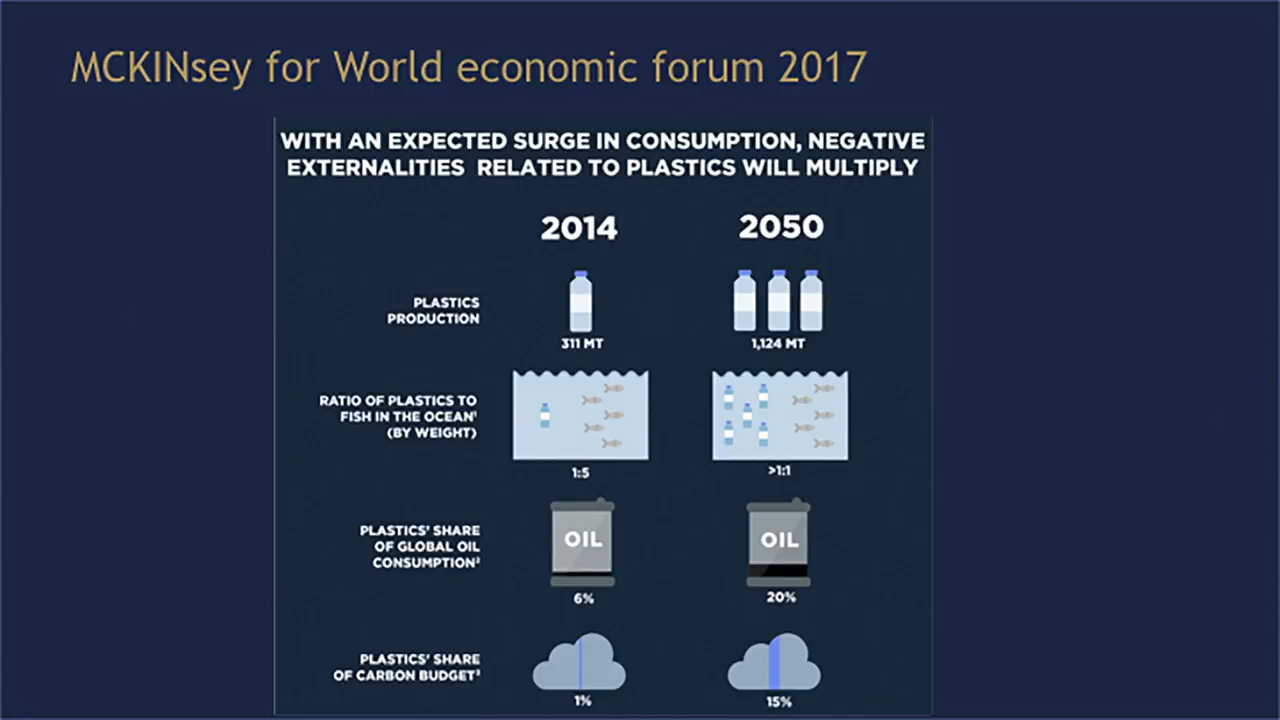 MCKINsey for World economic forum 2017
WITH AN EXPECTED SURGE IN CONSUMPTION, NEGATIVE
EXTERNALITIES RELATED TO PLASTICS WILL MULTIPLY
2014 2050
PLASTICS
PRODUCTION
311 MT 1,124 MT
RATIO OF PLASTICS TO
FISH IN THE OCEAN¹
(BY WEIGHT)
1:5 >1:1
PLASTICS' SHARE
OF GLOBAL OIL
CONSUMPTION²
OIL OIL
6% 20%
PLASTICS' SHARE
OF CARBON BUDGET³
1% 15%